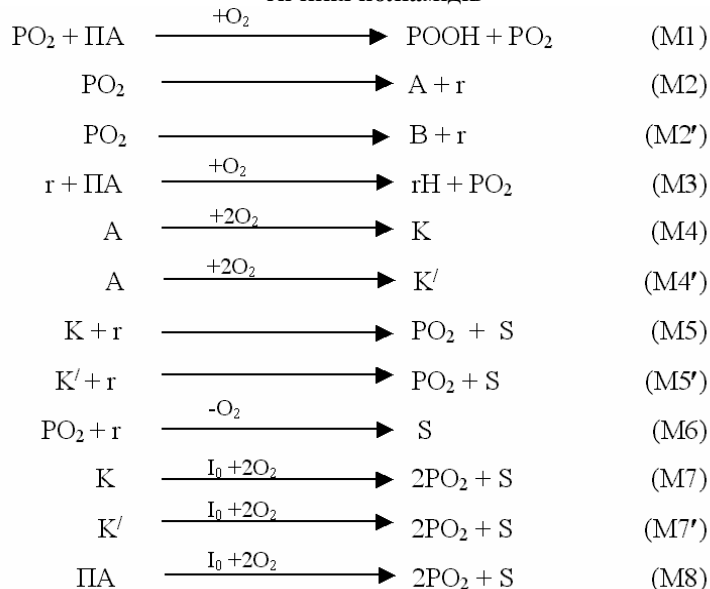 PO₂ + ПА +O₂ POOH + PO₂ (M1)
PO₂ A + r (M2)
PO₂ B + r (M2′)
r + ПА +O₂ rH + PO₂ (M3)
A +2O₂ K (M4)
A +2O₂ K/ (M4′)
K + r PO₂ + S (M5)
K/ + r PO₂ + S (M5′)
PO₂ + r -O₂ S (M6)
K I₀ +2O₂ 2PO₂ + S (M7)
K/ I₀ +2O₂ 2PO₂ + S (M7′)
ПА I₀ +2O₂ 2PO₂ + S (M8)